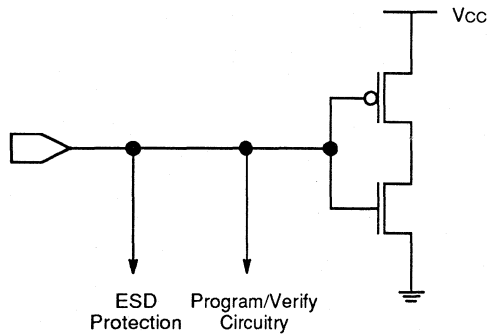 Vcc
ESD
Protection
Program/Verify
Circuitry